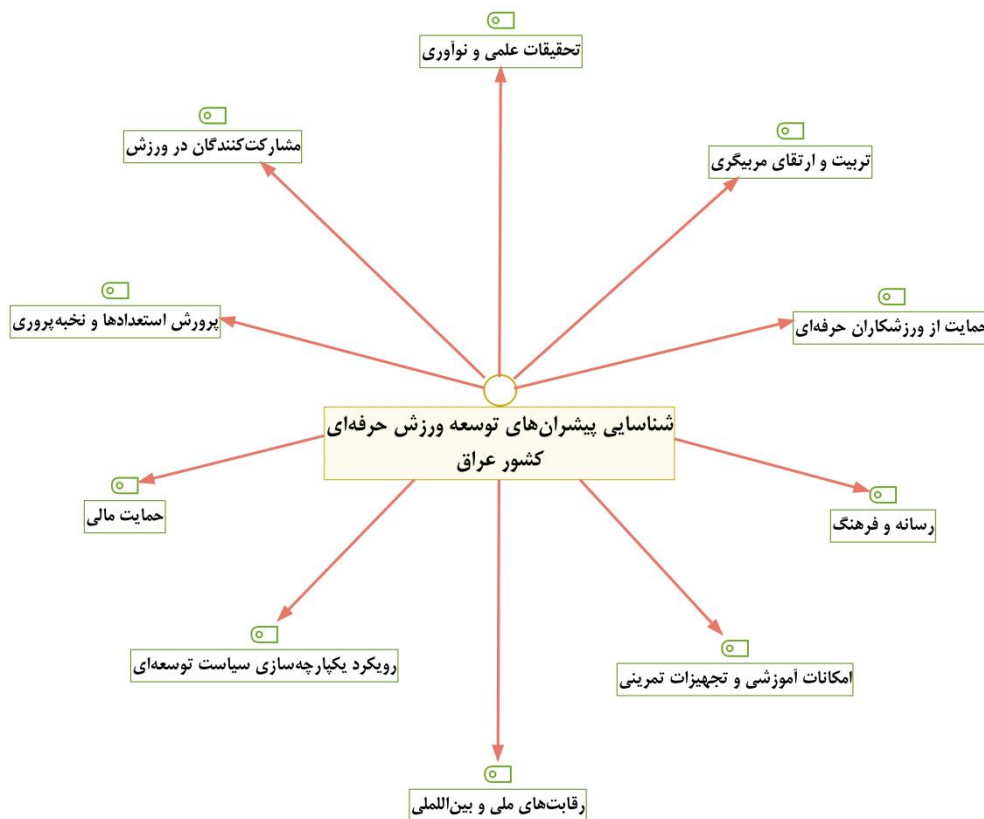 تحقیقات علمی و نوآوری
مشارکت‌کنندگان در ورزش
تربیت و ارتقای مربیگری
پرورش استعدادها و نخبه‌پروری
حمایت از ورزشکاران حرفه‌ای
شناسایی پیشران‌های توسعه ورزش حرفه‌ای
کشور عراق
حمایت مالی
رسانه و فرهنگ
رویکرد یکپارچه‌سازی سیاست توسعه‌ای
امکانات آموزشی و تجهیزات تمرینی
رقابت‌های ملی و بین‌اللملی